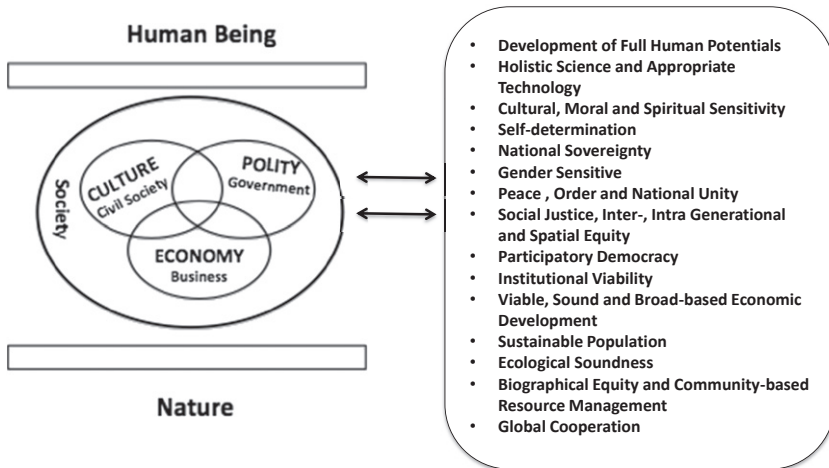 Human Being
Society
CULTURE
Civil Society
POLITY
Government
ECONOMY
Business
Nature
• Development of Full Human Potentials
• Holistic Science and Appropriate
Technology
• Cultural, Moral and Spiritual Sensitivity
• Self-determination
• National Sovereignty
• Gender Sensitive
• Peace , Order and National Unity
• Social Justice, Inter-, Intra Generational
and Spatial Equity
• Participatory Democracy
• Institutional Viability
• Viable, Sound and Broad-based Economic
Development
• Sustainable Population
• Ecological Soundness
• Biographical Equity and Community-based
Resource Management
• Global Cooperation